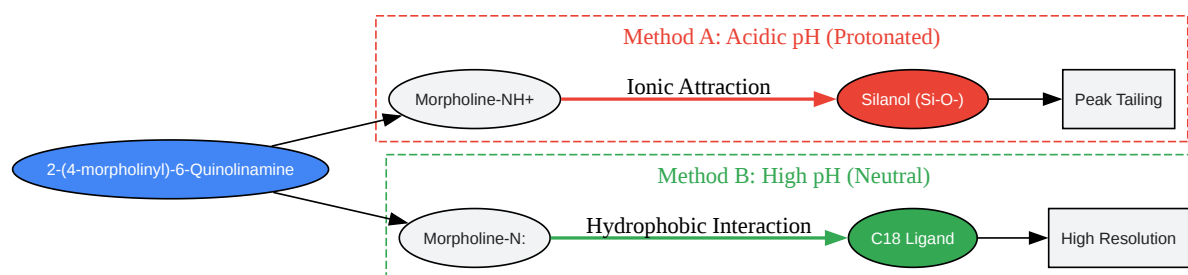 Method A: Acidic pH (Protonated)
Morpholine-NH+
Ionic Attraction
Silanol (Si-O-)
Peak Tailing
2-(4-morpholinyl)-6-Quinolinamine
Method B: High pH (Neutral)
Morpholine-N:
Hydrophobic Interaction
C18 Ligand
High Resolution